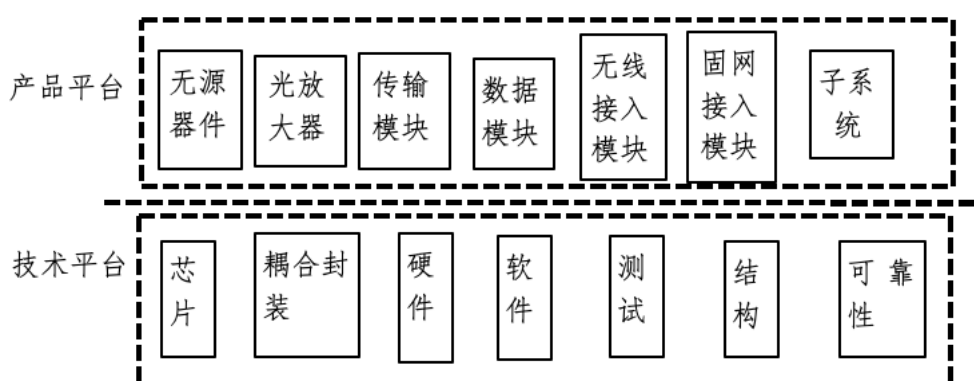 产品平台
无源
器件
光放
大器
传输
模块
数据
模块
无线
接入
模块
固网
接入
模块
子系
统
技术平台
芯
片
耦合封
装
硬
件
软
件
测
试
结
构
可靠
性